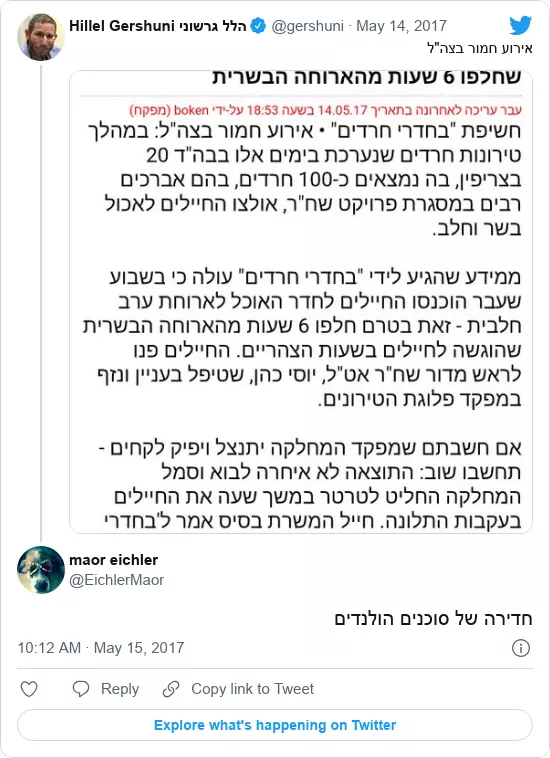 Hillel Gershuni הלל גרשוני @gershuni · May 14, 2017
אירוע חמור בצה"ל
שחלפו 6 שעות מהארוחה הבשרית
עבר עריכה לאחרונה בתאריך 14.05.17 בשעה 18:53 על-ידי boken (מפקח)
חשיפת "בחדרי חרדים" • אירוע חמור בצה"ל: במהלך
טירונות חרדים שנערכת בימים אלו בבה"ד 20
בצריפין, בה נמצאים כ-100 חרדים, בהם אברכים
רבים במסגרת פרויקט שח"ר, אולצו החיילים לאכול
בשר וחלב.
ממידע שהגיע לידי "בחדרי חרדים" עולה כי בשבוע
שעבר הוכנסו החיילים לחדר האוכל לארוחת ערב
חלבית - זאת בטרם חלפו 6 שעות מהארוחה הבשרית
שהוגשה לחיילים בשעות הצהריים. החיילים פנו
לראש מדור שח"ר אט"ל, יוסי כהן, שטיפל בעניין ונזף
במפקד פלוגת הטירונים.
אם חשבתם שמפקד המחלקה יתנצל ויפיק לקחים -
תחשבו שוב: התוצאה לא איחרה לבוא וסמל
המחלקה החליט לטרטר במשך שעה את החיילים
בעקבות התלונה. חייל המשרת בסיס אמר ל'בחדרי
maor eichler
@EichlerMaor
חדירה של סוכנים הולנדים
10:12 AM · May 15, 2017
Reply
Copy link to Tweet
Explore what's happening on Twitter